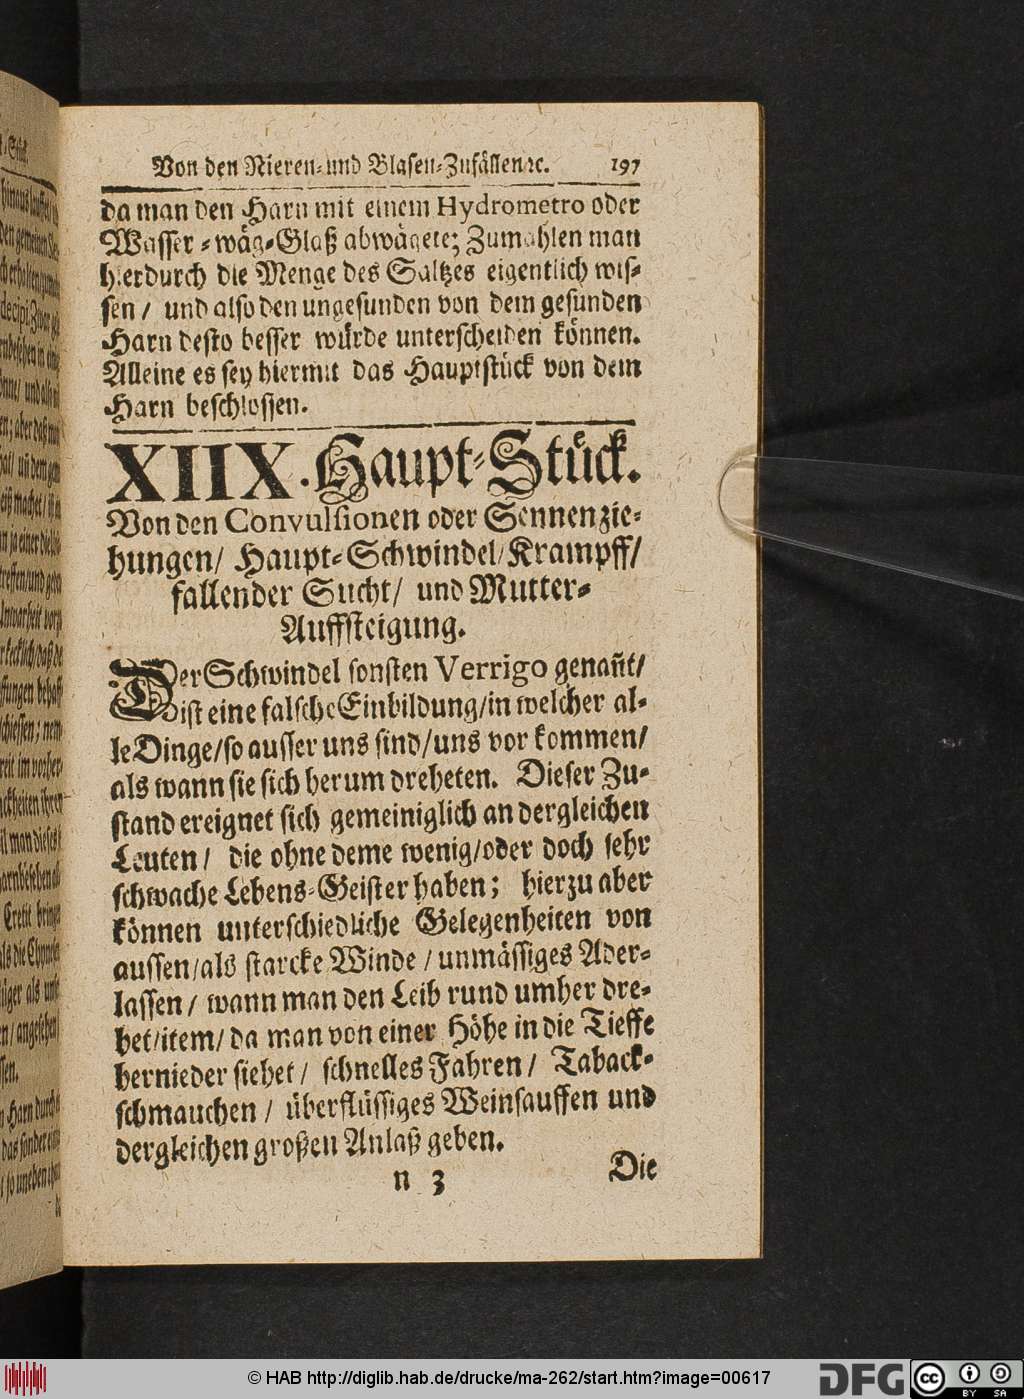 Von den Nieren- und Blasen-Zufällen ꝛc. 197
da man den Harn mit einem Hydrometro oder
Wasser-wäg-Glaß abwägete; Zumahlen man
hierdurch die Menge des Saltzes eigentlich wis-
sen / und also den ungesunden von dem gesunden
Harn desto besser würde unterscheiden können.
Alleine es sey hiermit das Hauptstück von dem
Harn beschlossen.
XIIX. Haupt-Stück.
Von den Convulsionen oder Sennenzie-
hungen / Haupt-Schwindel / Krampff /
fallender Sucht / und Mutter-
Auffsteigung.
Der Schwindel sonsten Verrigo genañt /
ist eine falsche Einbildung / in welcher al-
le Dinge / so ausser uns sind / uns vor kommen /
als wann sie sich herum dreheten. Dieser Zu-
stand ereignet sich gemeiniglich an dergleichen
Leuten / die ohne deme wenig / oder doch sehr
schwache Lebens-Geister haben; hierzu aber
können unterschiedliche Gelegenheiten von
aussen / als starcke Winde / unmässiges Ader-
lassen / wann man den Leib rund umher dre-
het / item / da man von einer Höhe in die Tieffe
hernieder siehet / schnelles Fahren / Taback-
schmauchen / überflüssiges Weinsauffen und
dergleichen großen Anlaß geben.
n 3 Die
© HAB http://diglib.hab.de/drucke/ma-262/start.htm?image=00617
DFG cc BY SA